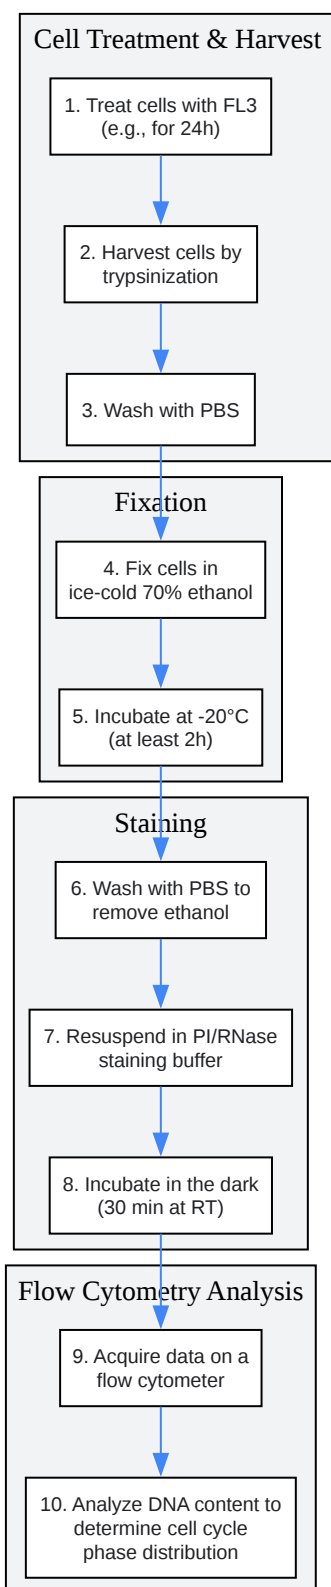 Cell Treatment & Harvest
1. Treat cells with FL3
(e.g., for 24h)
2. Harvest cells by
trypsinization
3. Wash with PBS
Fixation
4. Fix cells in
ice-cold 70% ethanol
5. Incubate at -20°C
(at least 2h)
Staining
6. Wash with PBS to
remove ethanol
7. Resuspend in PI/RNase
staining buffer
8. Incubate in the dark
(30 min at RT)
Flow Cytometry Analysis
9. Acquire data on a
flow cytometer
10. Analyze DNA content to
determine cell cycle
phase distribution